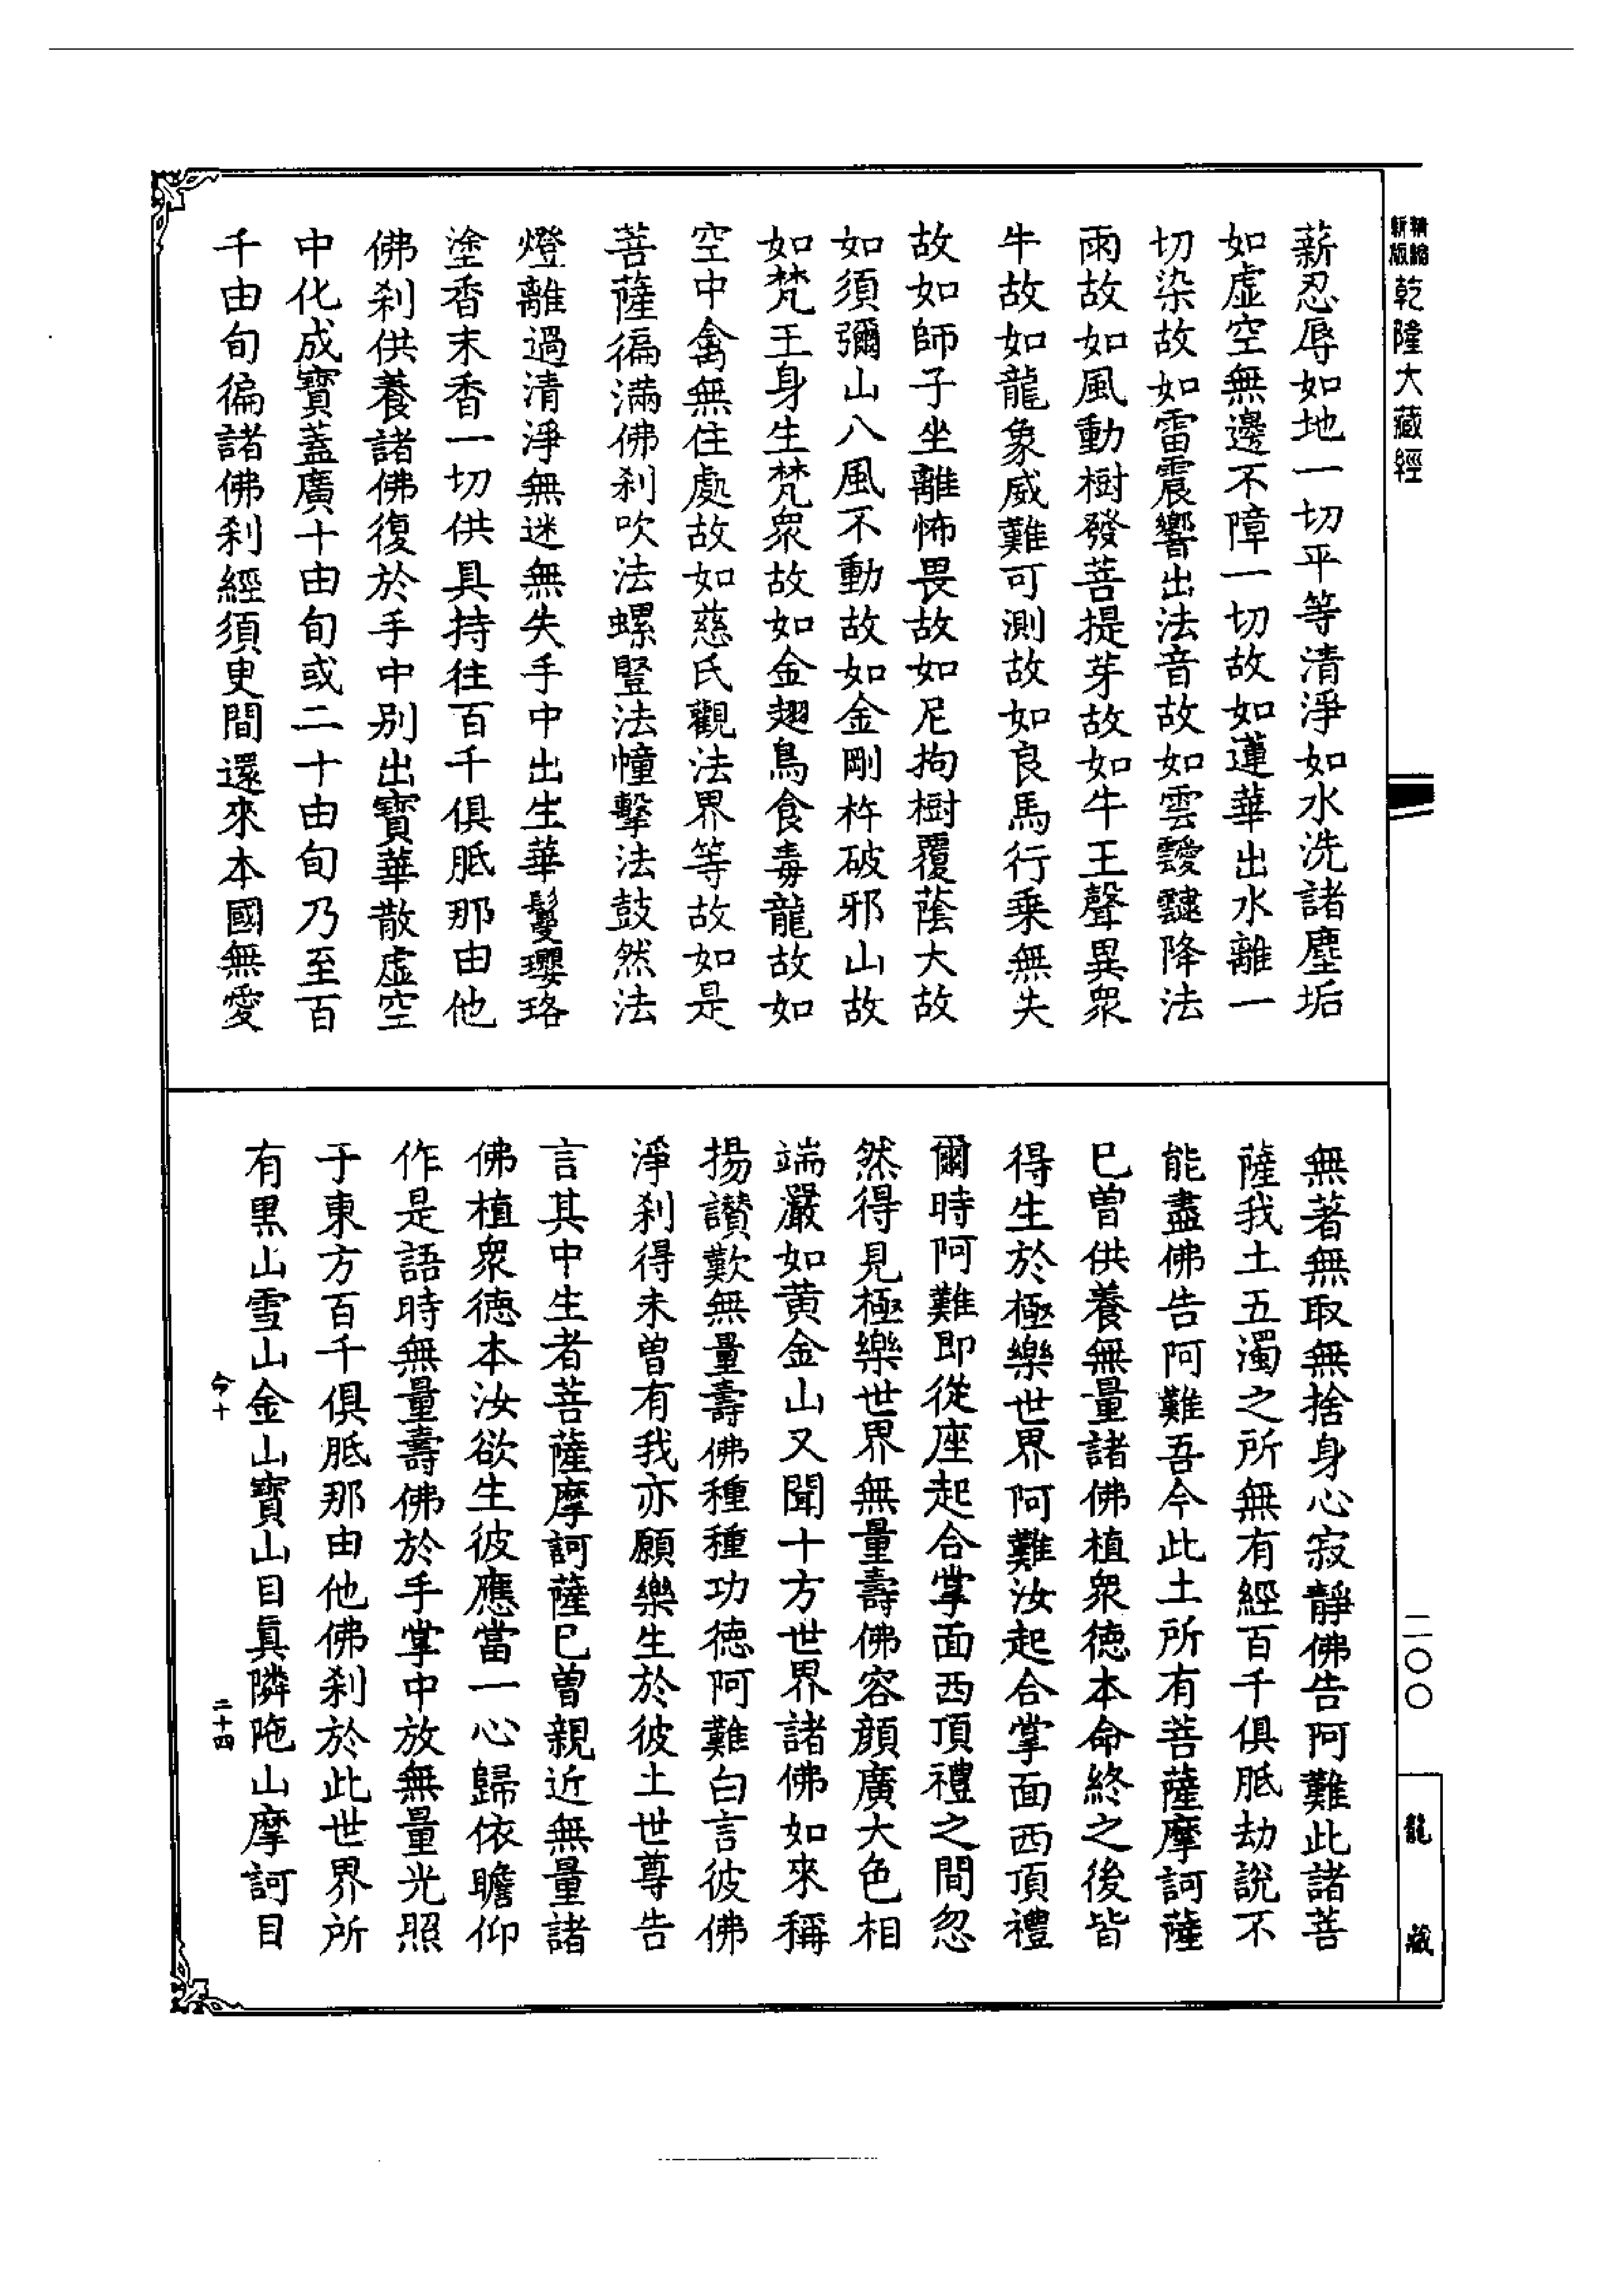 新版精縮乾隆大藏經
薪忍辱如地一切平等清淨如水洗諸塵垢
如虛空無邊不障一切故如蓮華出水離一
切染故如雷震響出法音故如雲靉靆降法
雨故如風動樹發菩提芽故如牛王聲異眾
牛故如龍象威難可測故如良馬行乘無失
故如師子坐離怖畏故如尼拘樹覆蔭大故
如須彌山八風不動故如金剛杵破邪山故
如梵王身生梵眾故如金翅鳥食毒龍故如
空中禽無住處故如慈氏觀法界等故如是
菩薩徧滿佛刹吹法螺豎法幢擊法鼓然法
燈離過清淨無迷無失手中出生華鬘瓔珞
塗香末香一切供具持往百千俱胝那由他
佛刹供養諸佛復於手中別出寶華散虛空
中化成寶蓋廣十由旬或二十由旬乃至百
千由旬徧諸佛刹經須臾間還來本國無愛
無著無取無捨身心寂靜佛告阿難此諸菩
薩我土五濁之所無有經百千俱胝劫說不
能盡佛告阿難吾今此土所有菩薩摩訶薩
已曾供養無量諸佛植眾德本命終之後皆
得生於極樂世界阿難汝起合掌面西頂禮
爾時阿難即從座起合掌面西頂禮之間忽
然得見極樂世界無量壽佛容顏廣大色相
端嚴如黃金山又聞十方世界諸佛如來稱
揚讚歎無量壽佛種種功德阿難白言彼佛
淨刹得未曾有我亦願樂生於彼土世尊告
言其中生者菩薩摩訶薩已曾親近無量諸
佛植眾德本汝欲生彼應當一心歸依瞻仰
作是語時無量壽佛於手掌中放無量光照
于東方百千俱胝那由他佛刹於此世界所
有黑山雪山金山寶山目真隣陁山摩訶目
今十
二十四
二〇〇
龍藏